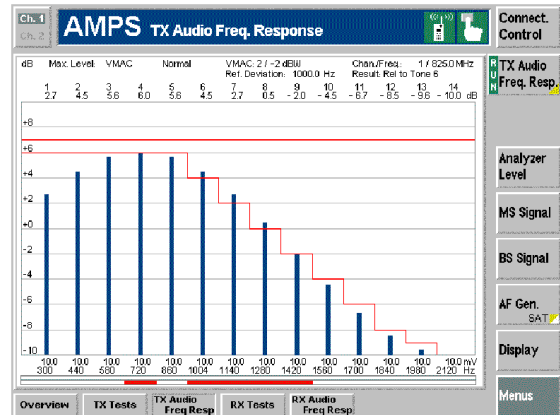 Ch. 1
Ch. 2
AMPS TX Audio Freq. Response
Connect. Control
dB Max. Level: VMAC Normal VMAC: 2 / -2 dBW Chan./Freq.: 1 / 825.0 MHz
Ref. Deviation: 1000.0 Hz Result Rel to Tone 6
1 2 3 4 5 6 7 8 9 10 11 12 13 14
2.7 4.5 5.6 6.0 5.6 4.5 2.7 0.5 - 2.0 - 4.5 - 6.7 - 8.5 - 9.6 - 10.0 dB
RUN
TX Audio Freq. Resp.
+8
+6
+4
+2
+0
-2
-4
-6
-8
-10
10.0 10.0 10.0 10.0 10.0 10.0 10.0 10.0 10.0 10.0 10.0 10.0 10.0 10.0 mV
300 440 580 720 860 1004 1140 1280 1420 1560 1700 1840 1980 2120 Hz
Analyzer Level
MS Signal
BS Signal
AF Gen.
SAT
Display
Menus
Overview
TX Tests
TX Audio Freq Resp
RX Tests
RX Audio Freq Resp